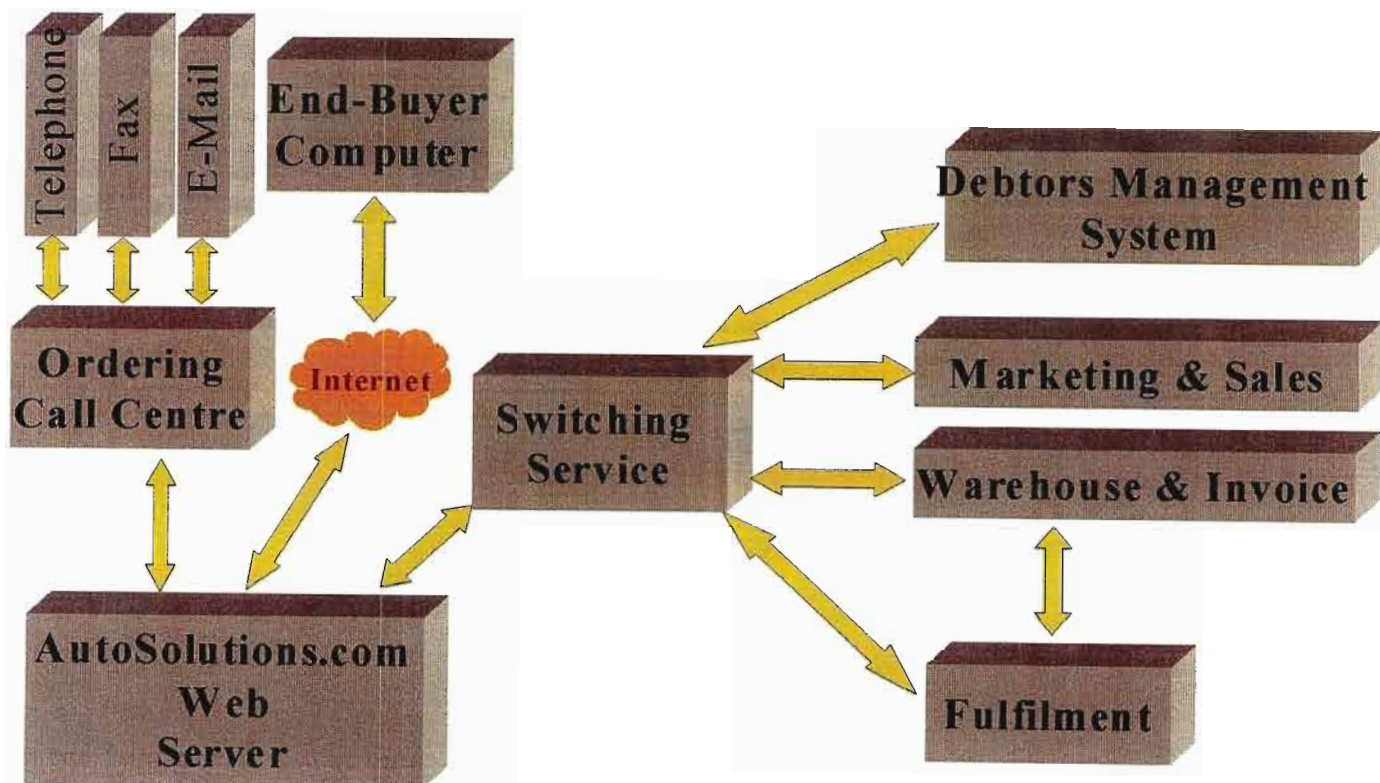 Telephone
Fax
E-Mail
End-Buyer
Computer
Debtors Management
System
Ordering
Call Centre
Internet
Switching
Service
Marketing & Sales
Warehouse & Invoice
AutoSolutions.com
Web
Server
Fulfilment